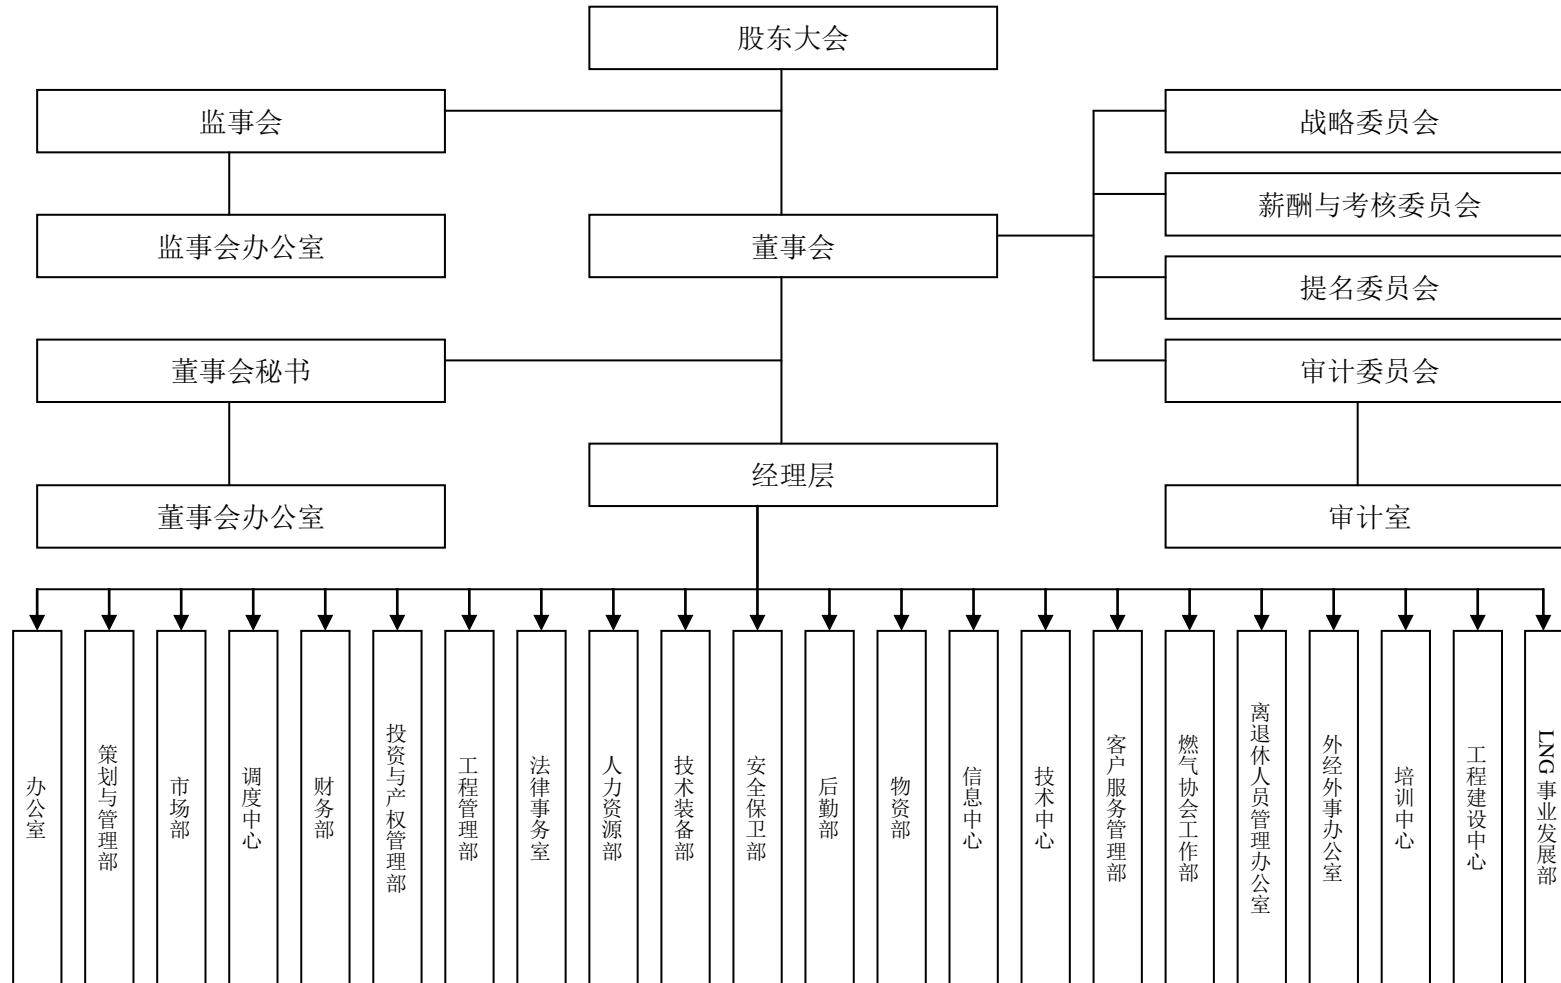 股东大会
监事会
战略委员会
薪酬与考核委员会
监事会办公室
董事会
提名委员会
董事会秘书
审计委员会
经理层
董事会办公室
审计室
办公室
策划与管理部
市场部
调度中心
财务部
投资与产权管理部
工程管理部
法律事务室
人力资源部
技术装备部
安全保卫部
后勤部
物资部
信息中心
技术中心
客户服务管理部
燃气协会工作部
离退休人员管理办公室
外经外事办公室
培训中心
工程建设中心
LNG 事业发展部